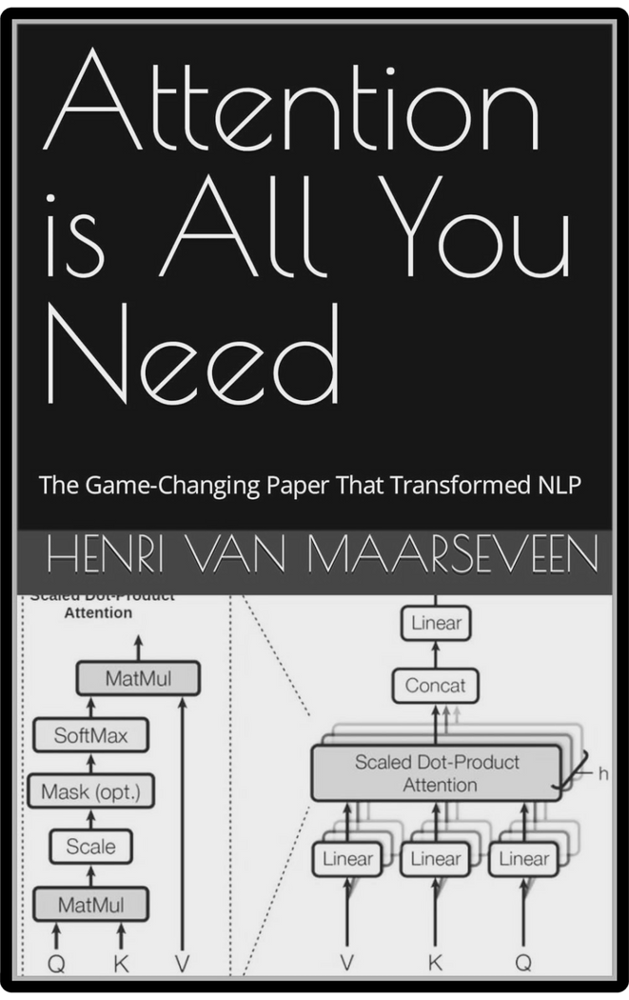 Attention
is All You
Need
The Game-Changing Paper That Transformed NLP
HENRI VAN MAARSEVEEN
Scaled Dot-Product
Attention
MatMul
SoftMax
Mask (opt.)
Scale
MatMul
Q K V
Linear
Concat
Scaled Dot-Product
Attention
h
Linear Linear Linear
V K Q